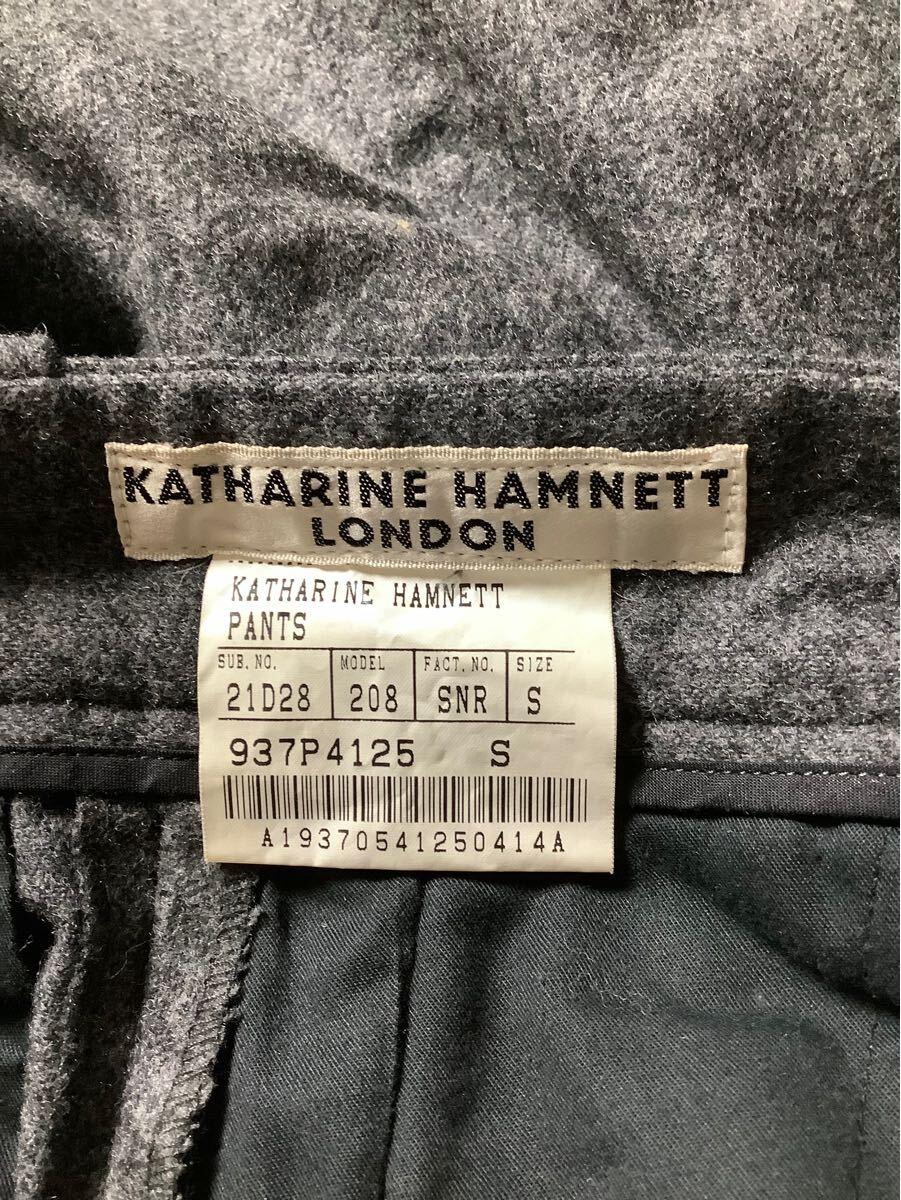 KATHARINE HAMNETT
LONDON
KATHARINE HAMNETT
PANTS
SUB. NO. MODEL FACT. NO. SIZE
21D28 208 SNR S
937P4125 S
A19370541250414A